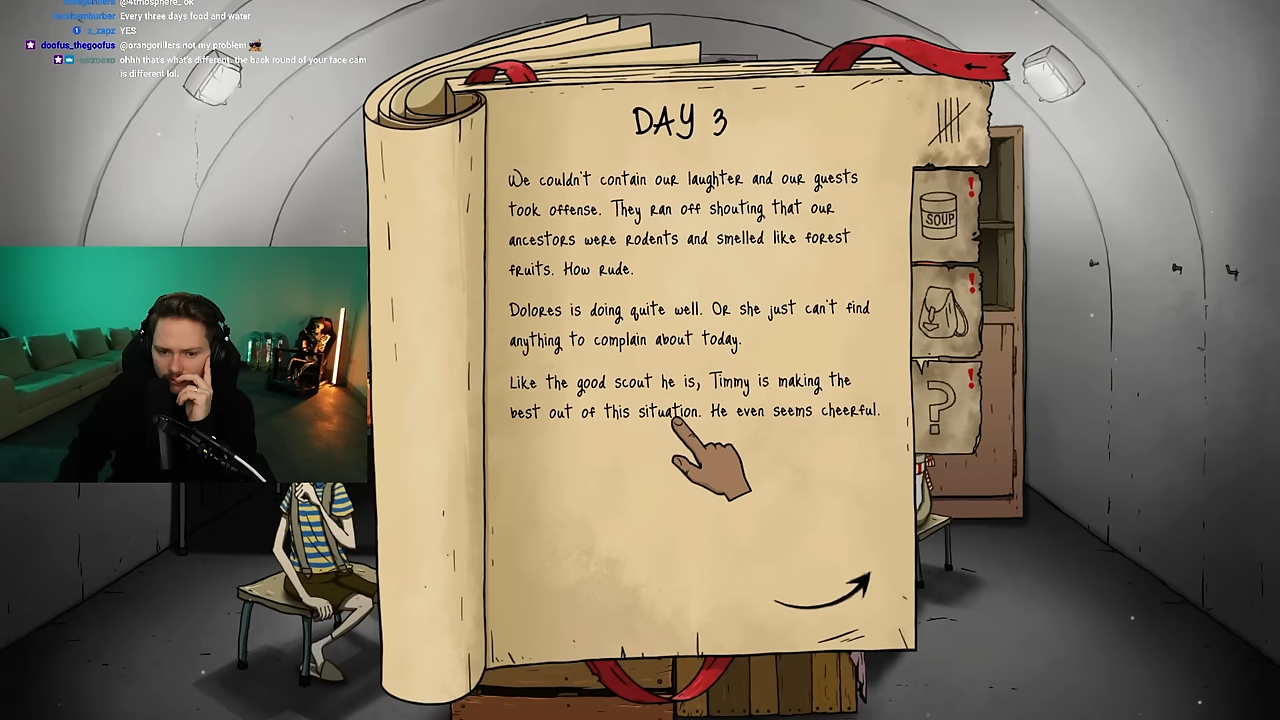 @4tmosphere_ ok
Every three days food and water
z_zapz YES
doofus_thegoofus @orangorillers not my problem
astroexo ohhh that's what's different. the back round of your face cam
is different lol.
DAY 3
We couldn't contain our laughter and our guests
took offense. They ran off shouting that our
ancestors were rodents and smelled like forest
fruits. How rude.
Dolores is doing quite well. Or she just can't find
anything to complain about today.
Like the good scout he is, Timmy is making the
best out of this situation. He even seems cheerful.
!
SOUP
!
!
?